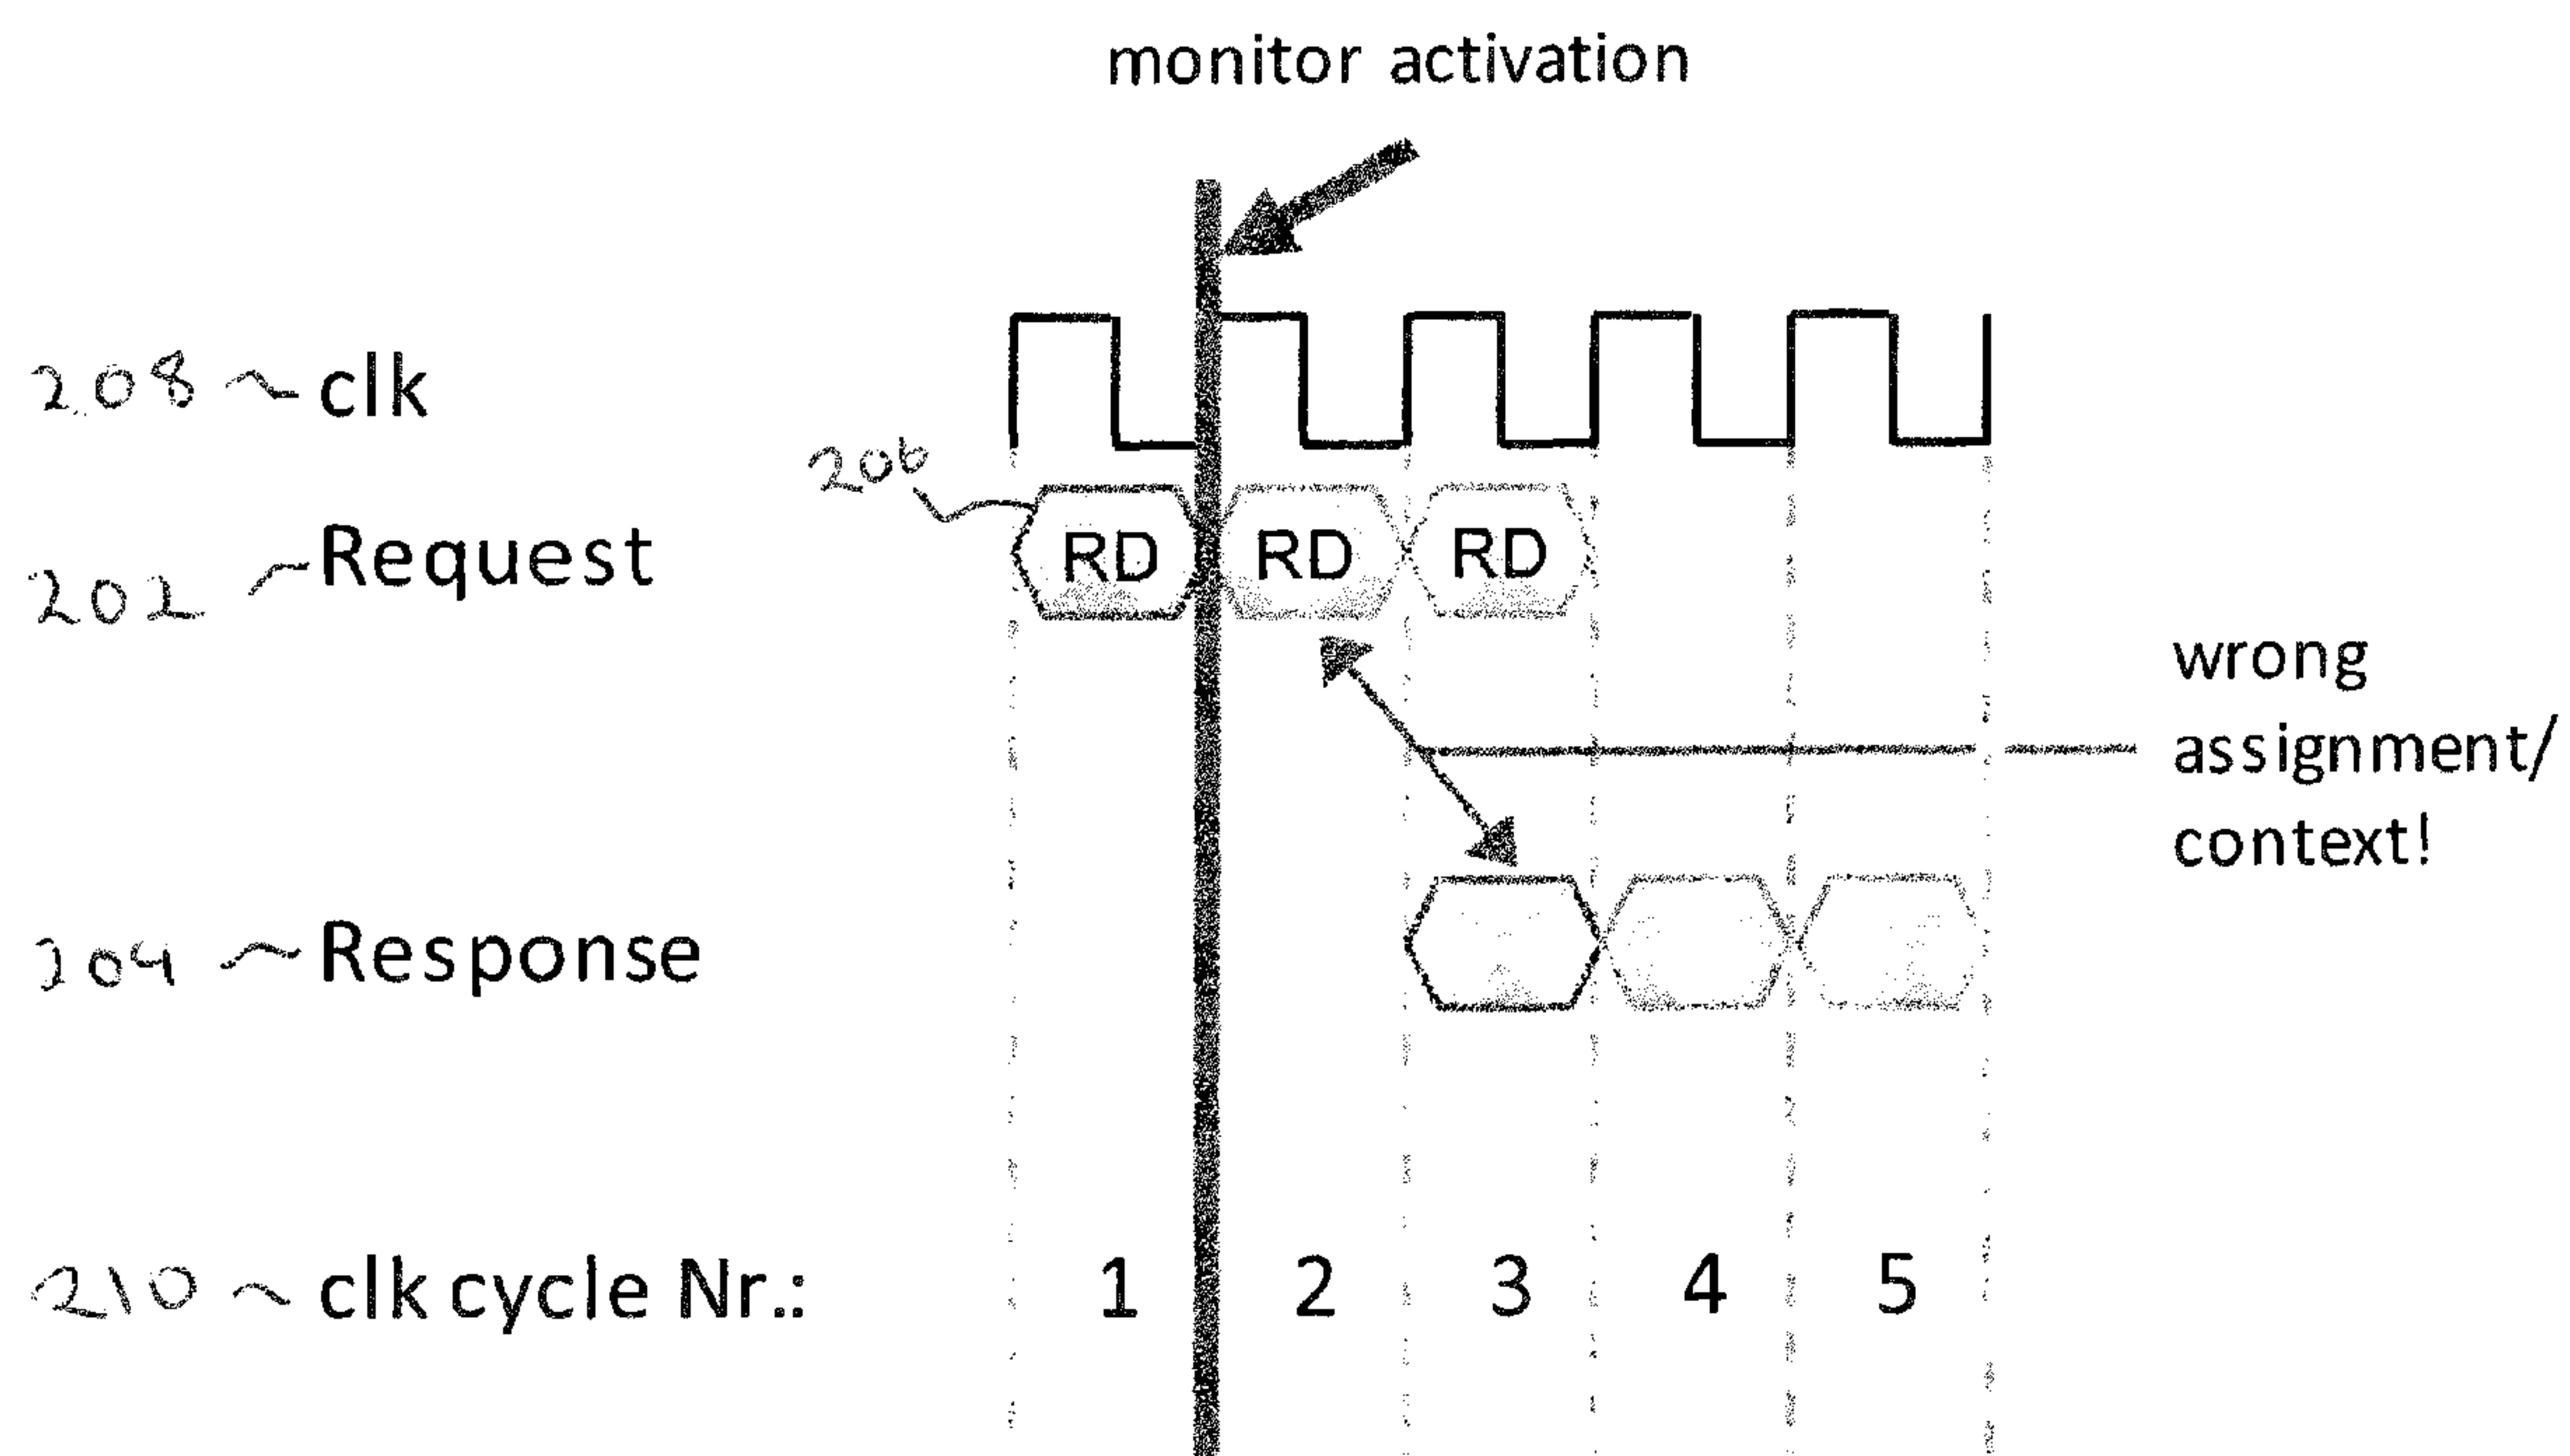 monitor activation
208 ~ clk
206
202 Request
RD RD RD
wrong
assignment/
context!
204 ~ Response
210 ~ clk cycle Nr.: 1 2 3 4 5